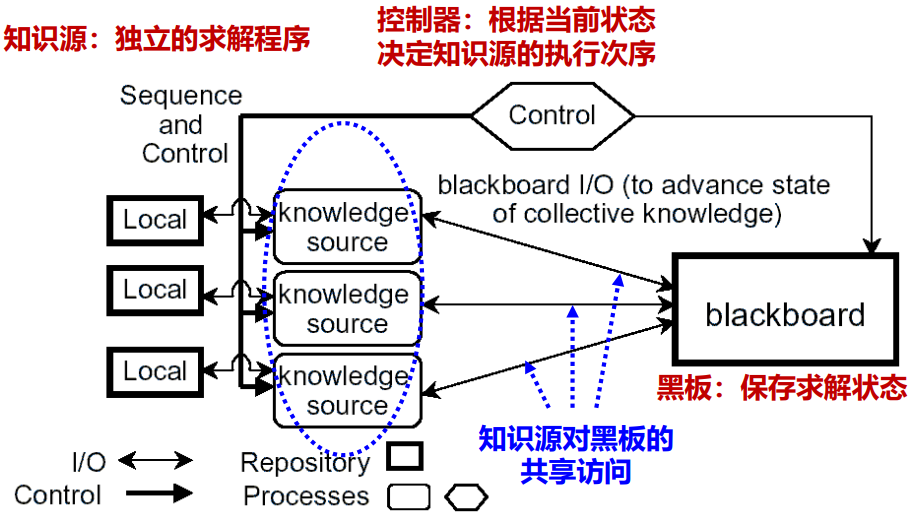 知识源：独立的求解程序
控制器：根据当前状态
决定知识源的执行次序
Sequence
and
Control
Control
blackboard I/O (to advance state
of collective knowledge)
Local
knowledge
source
Local
knowledge
source
Local
knowledge
source
blackboard
黑板：保存求解状态
知识源对黑板的
共享访问
I/O
Repository
Control
Processes